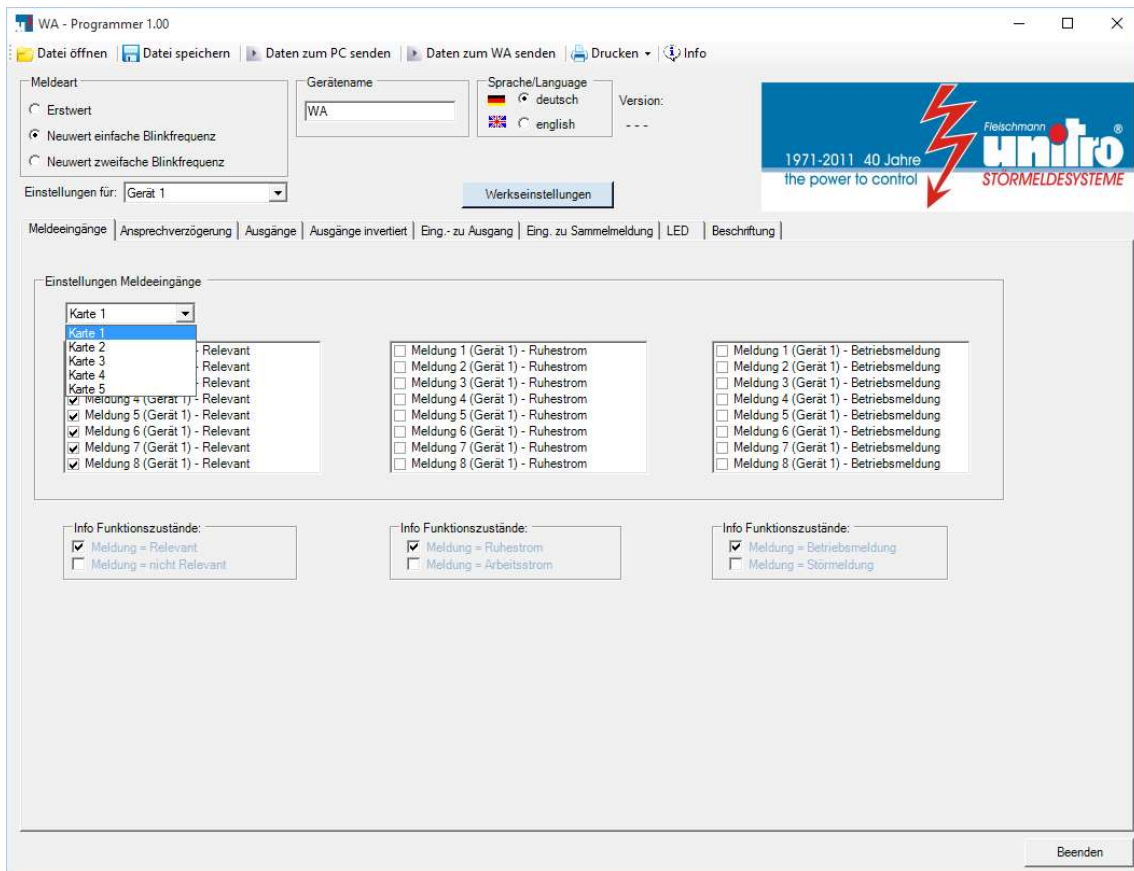 WA - Programmer 1.00
Datei öffnen Datei speichern Daten zum PC senden Daten zum WA senden Drucken Info
Meldeart
Erstwert
Neuwert einfache Blinkfrequenz
Neuwert zweifache Blinkfrequenz
Gerätename
WA
Sprache/Language
deutsch
english
Version:
- - -
1971-2011 40 Jahre
the power to control
Fleischmann
unitro ®
STÖRMELDESYSTEME
Einstellungen für: Gerät 1
Werkseinstellungen
Meldeeingänge Ansprechverzögerung Ausgänge Ausgänge invertiert Eing.- zu Ausgang Eing. zu Sammelmeldung LED Beschriftung
Einstellungen Meldeeingänge
Karte 1
Karte 1
Karte 2
Karte 3
Karte 4
Karte 5
- Relevant
- Relevant
- Relevant
Meldung 4 (Gerät 1) - Relevant
Meldung 5 (Gerät 1) - Relevant
Meldung 6 (Gerät 1) - Relevant
Meldung 7 (Gerät 1) - Relevant
Meldung 8 (Gerät 1) - Relevant
Meldung 1 (Gerät 1) - Ruhestrom
Meldung 2 (Gerät 1) - Ruhestrom
Meldung 3 (Gerät 1) - Ruhestrom
Meldung 4 (Gerät 1) - Ruhestrom
Meldung 5 (Gerät 1) - Ruhestrom
Meldung 6 (Gerät 1) - Ruhestrom
Meldung 7 (Gerät 1) - Ruhestrom
Meldung 8 (Gerät 1) - Ruhestrom
Meldung 1 (Gerät 1) - Betriebsmeldung
Meldung 2 (Gerät 1) - Betriebsmeldung
Meldung 3 (Gerät 1) - Betriebsmeldung
Meldung 4 (Gerät 1) - Betriebsmeldung
Meldung 5 (Gerät 1) - Betriebsmeldung
Meldung 6 (Gerät 1) - Betriebsmeldung
Meldung 7 (Gerät 1) - Betriebsmeldung
Meldung 8 (Gerät 1) - Betriebsmeldung
Info Funktionszustände:
Meldung = Relevant
Meldung = nicht Relevant
Info Funktionszustände:
Meldung = Ruhestrom
Meldung = Arbeitsstrom
Info Funktionszustände:
Meldung = Betriebsmeldung
Meldung = Störmeldung
Beenden